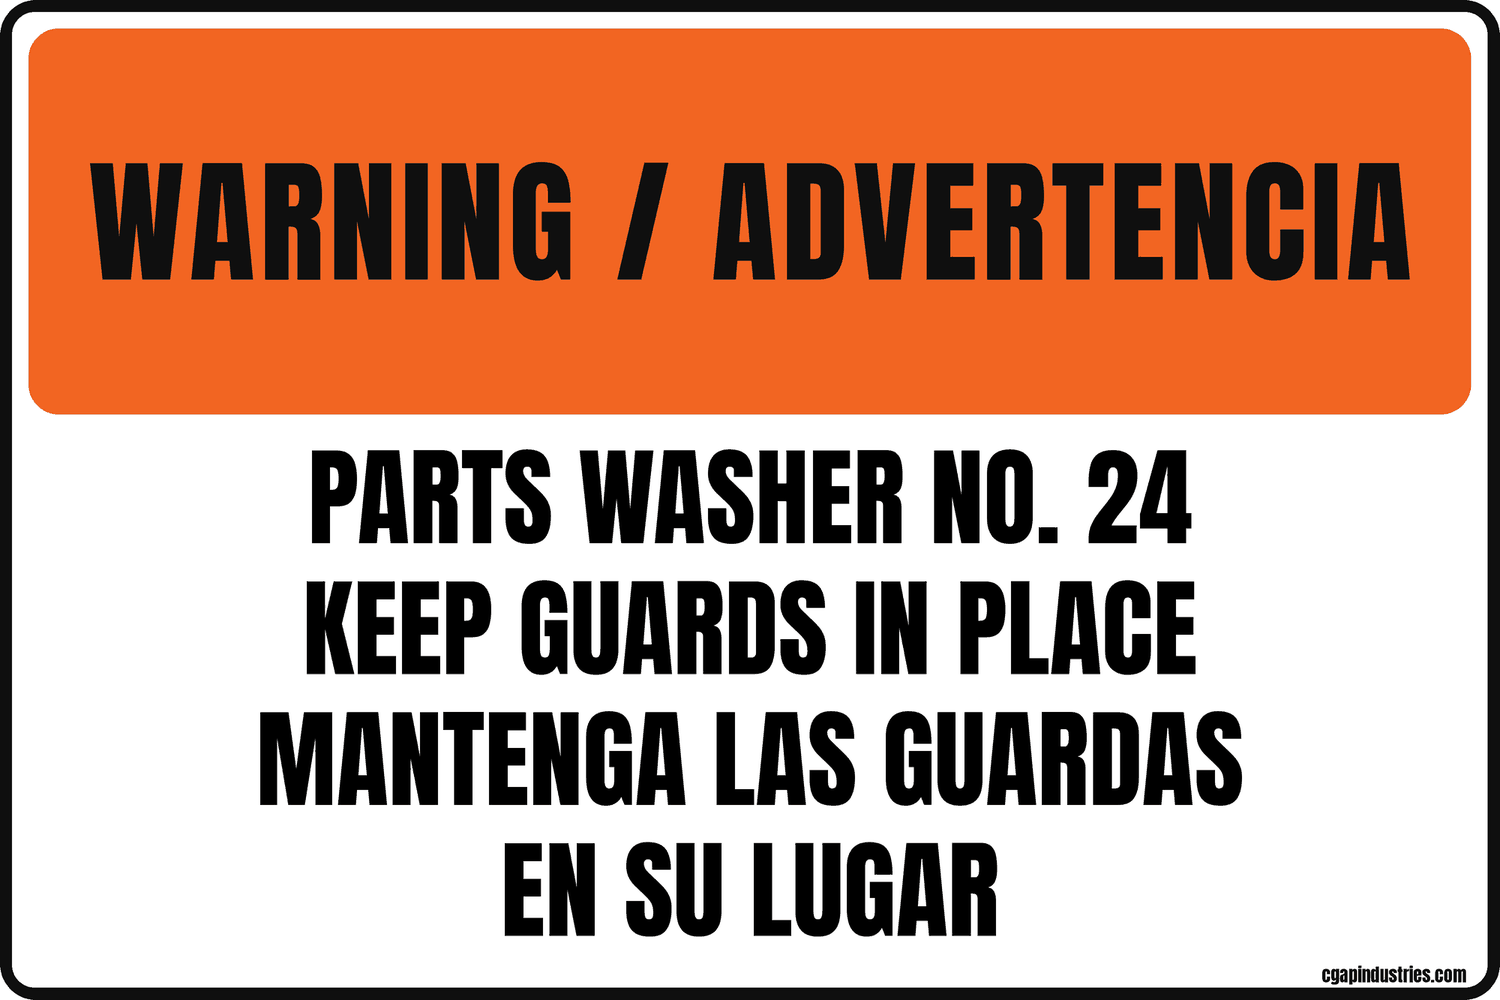 WARNING / ADVERTENCIA
PARTS WASHER NO. 24
KEEP GUARDS IN PLACE
MANTENGA LAS GUARDAS
EN SU LUGAR
cgapindustries.com